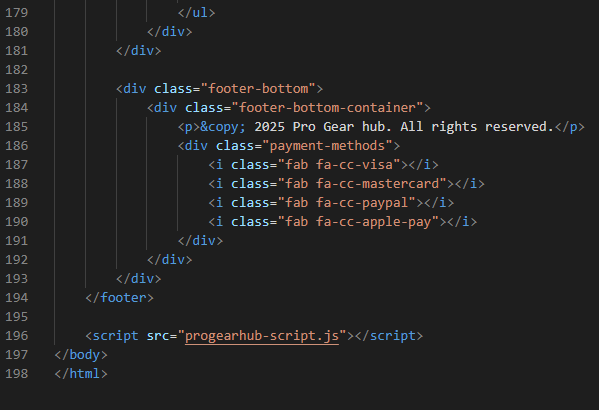 179 </ul>
180 </div>
181 </div>
182
183 <div class="footer-bottom">
184 <div class="footer-bottom-container">
185 <p>&copy; 2025 Pro Gear hub. All rights reserved.</p>
186 <div class="payment-methods">
187 <i class="fab fa-cc-visa"></i>
188 <i class="fab fa-cc-mastercard"></i>
189 <i class="fab fa-cc-paypal"></i>
190 <i class="fab fa-cc-apple-pay"></i>
191 </div>
192 </div>
193 </div>
194 </footer>
195
196 <script src="progearhub-script.js"></script>
197 </body>
198 </html>